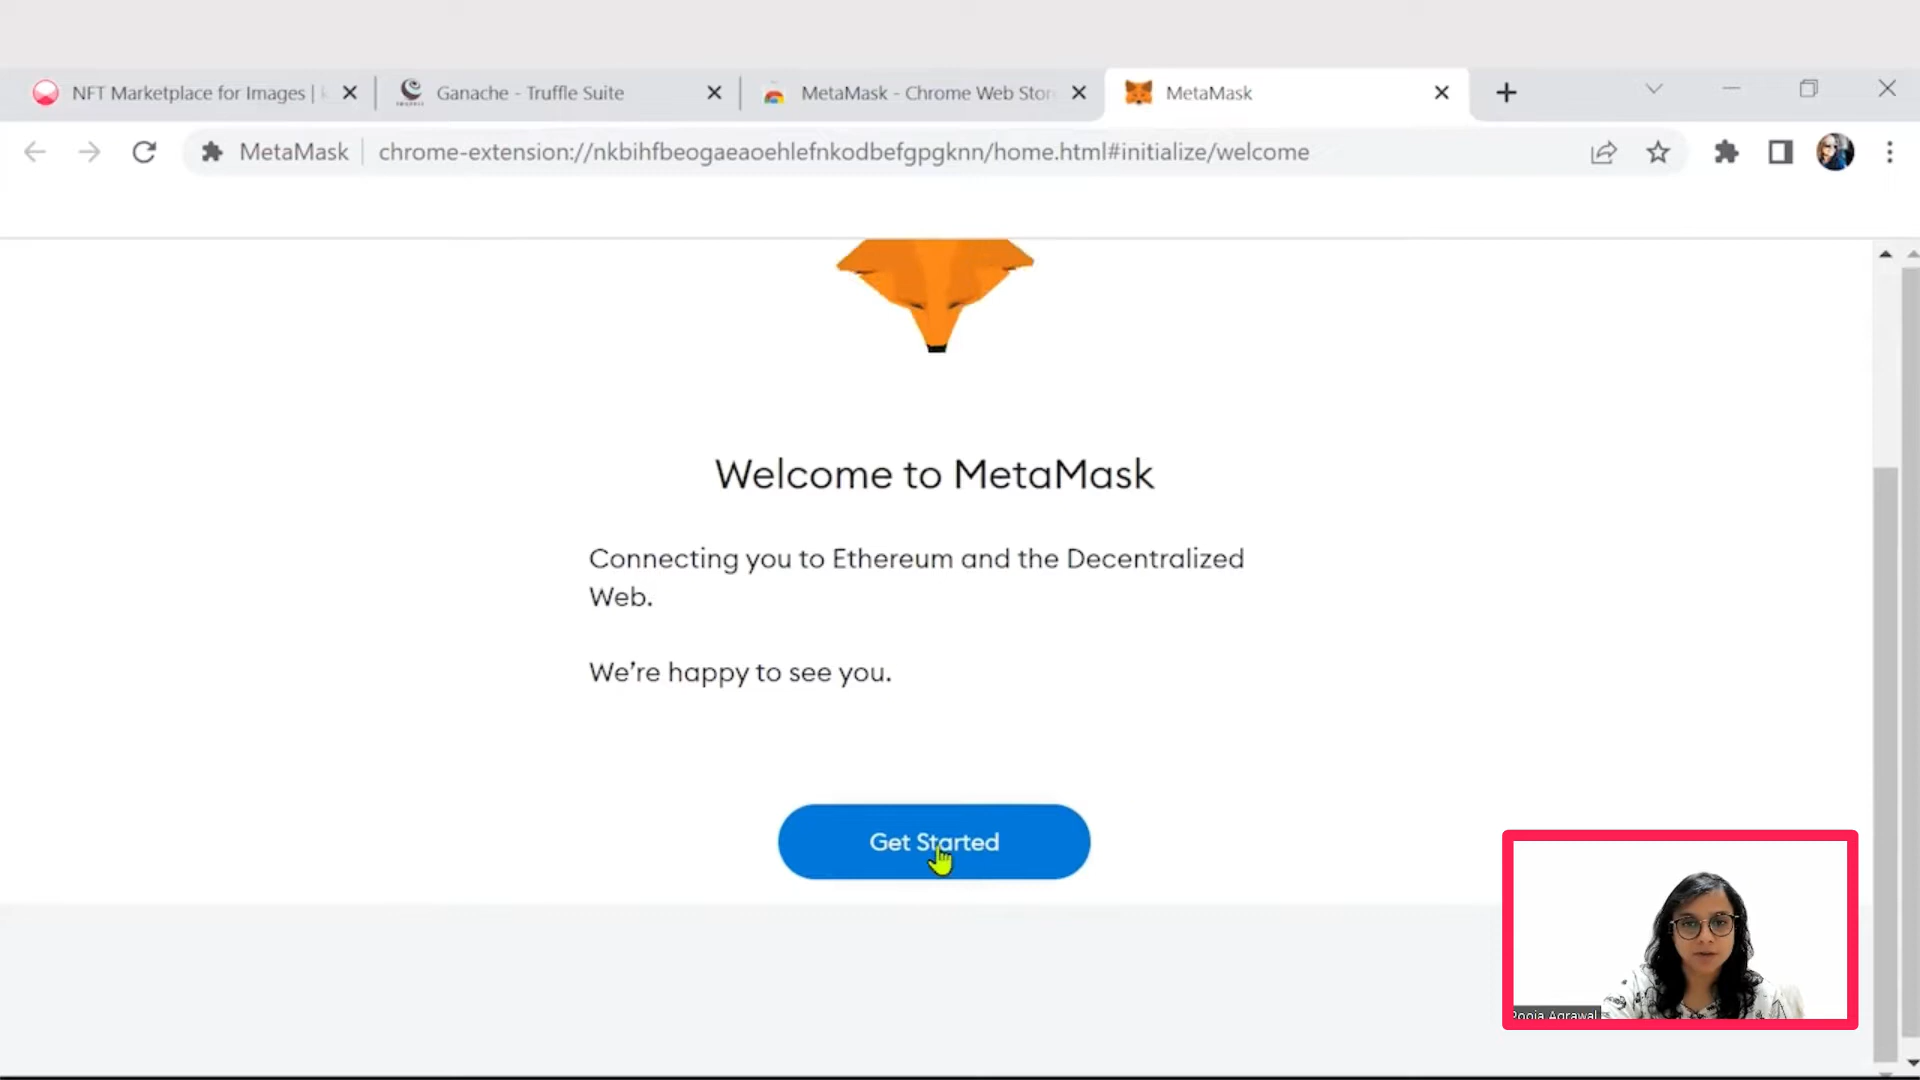 NFT Marketplace for Images |
Ganache - Truffle Suite
MetaMask - Chrome Web Stor
MetaMask
MetaMask
chrome-extension://nkbihfbeogaeaoehlefnkodbefgpgknn/home.html#initialize/welcome
Welcome to MetaMask
Connecting you to Ethereum and the Decentralized
Web.
We’re happy to see you.
Get Started
Pooja Agrawal